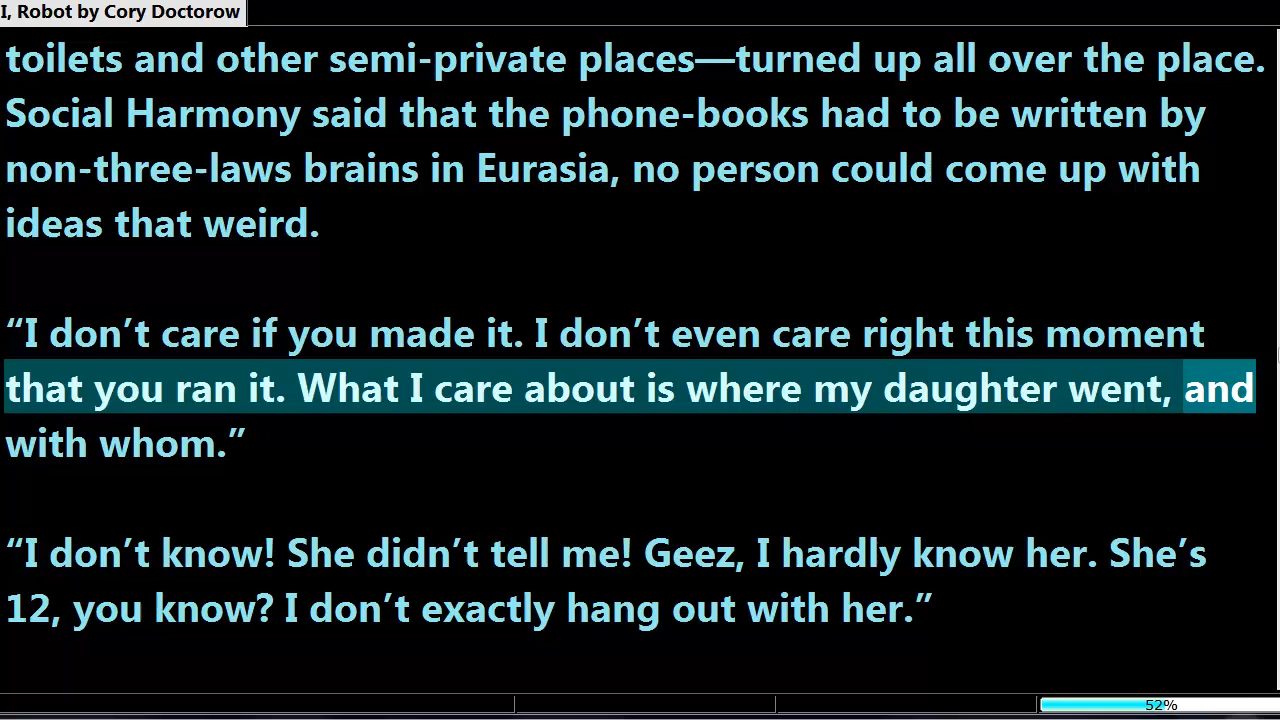 I, Robot by Cory Doctorow
toilets and other semi-private places—turned up all over the place.
Social Harmony said that the phone-books had to be written by
non-three-laws brains in Eurasia, no person could come up with
ideas that weird.
“I don’t care if you made it. I don’t even care right this moment
that you ran it. What I care about is where my daughter went, and
with whom.”
“I don’t know! She didn’t tell me! Geez, I hardly know her. She’s
12, you know? I don’t exactly hang out with her.”
52%